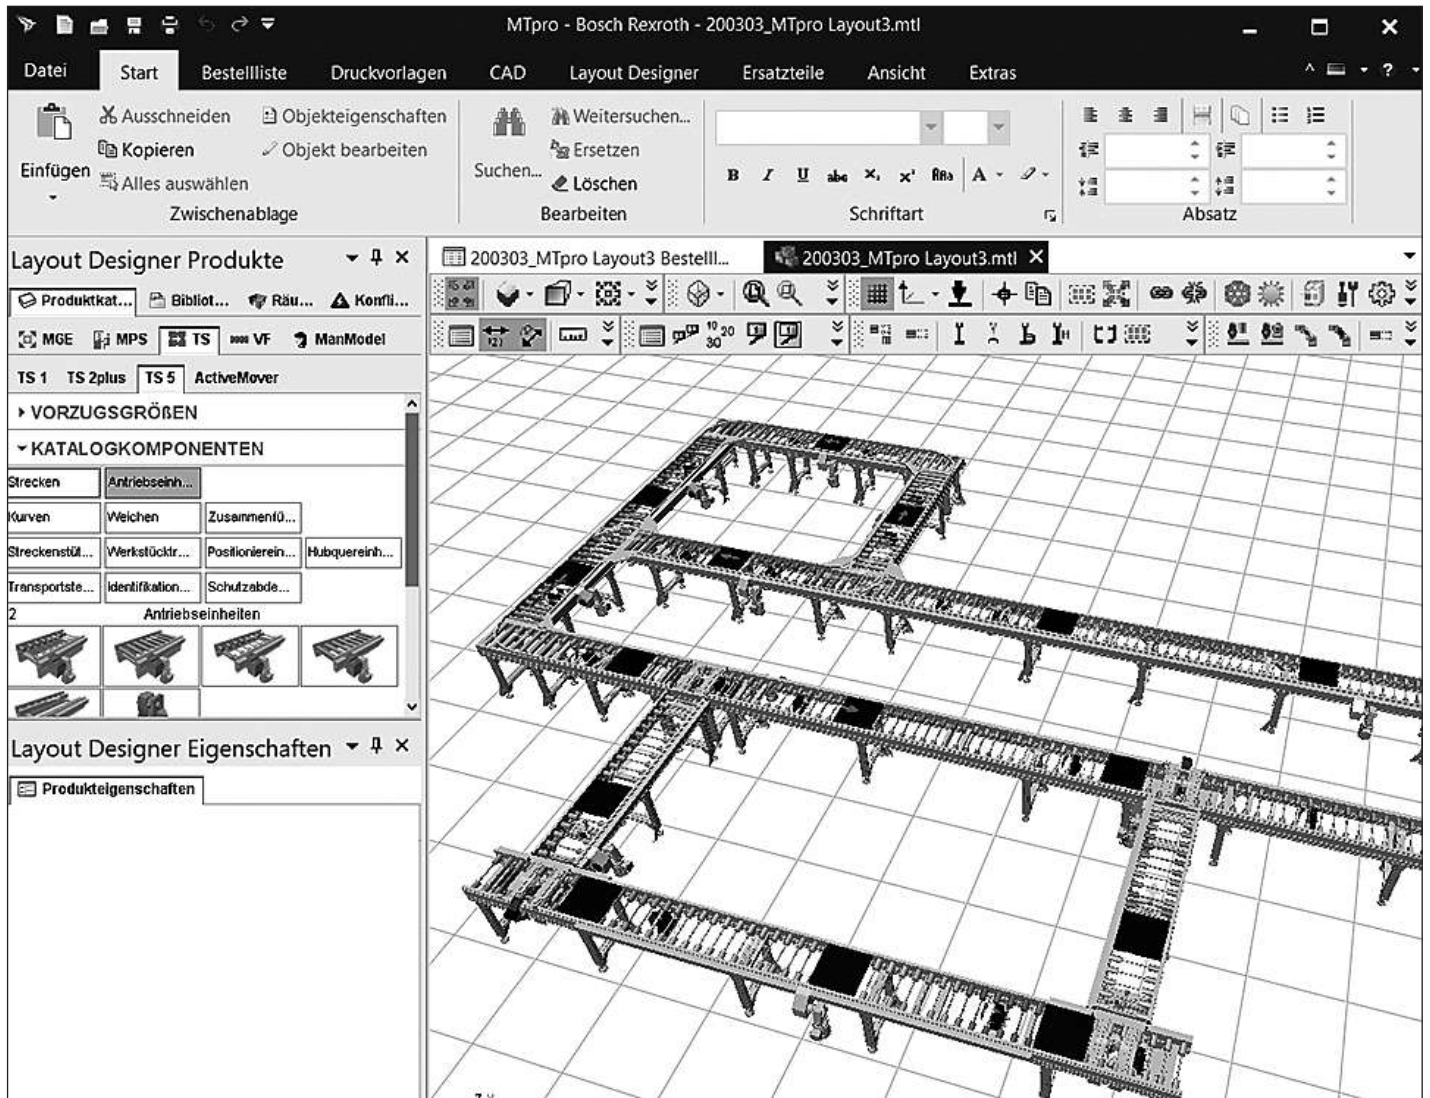 MTpro - Bosch Rexroth - 200303_MTpro Layout3.mtl
Datei Start Bestellliste Druckvorlagen CAD Layout Designer Ersatzteile Ansicht Extras ?
Ausschneiden Objekteigenschaften Weitersuchen...
Kopieren Objekt bearbeiten Ersetzen
Einfügen Alles auswählen Suchen... Löschen
Zwischenablage Bearbeiten Schriftart Absatz
Layout Designer Produkte
200303_MTpro Layout3 Bestelll... 200303_MTpro Layout3.mtl
Produktkat... Bibliot... Räu... Konfli...
MGE MPS TS VF ManModel
TS 1 TS 2plus TS 5 ActiveMover
VORZUGSGRÖßEN
KATALOGKOMPONENTEN
Strecken Antriebseinh...
Kurven Weichen Zusammenfü...
Streckenstüt... Werkstücktr... Positionierein... Hubquereinh...
Transportste... Identifikation... Schutzabde...
2 Antriebseinheiten
Layout Designer Eigenschaften
Produkteigenschaften